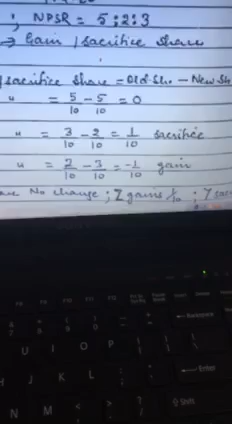 ; NPSR = 5:2:3
→ Gain / Sacrifice Share
sacrifice share = Old Sh. - New Sh
" = 5/10 - 5/10 = 0
" = 3/10 - 2/10 = 1/10 sacrifice
" = 2/10 - 3/10 = -1/10 gain
No change; Z gains 1/10; Y
Backspace
U I O P
J K L
Enter
N M
Shift